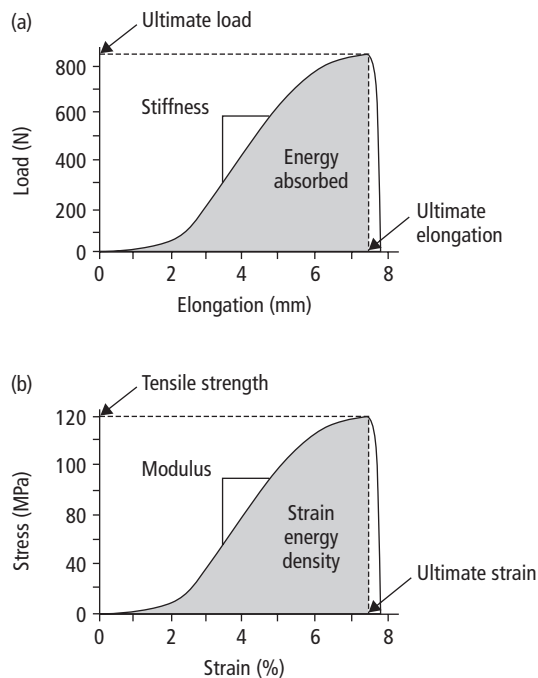 (a)
Ultimate load
800
600
400
200
0
Load (N)
Stiffness
Energy
absorbed
Ultimate
elongation
0 2 4 6 8
Elongation (mm)
(b)
Tensile strength
120
100
80
40
0
Stress (MPa)
Modulus
Strain
energy
density
Ultimate strain
0 2 4 6 8
Strain (%)